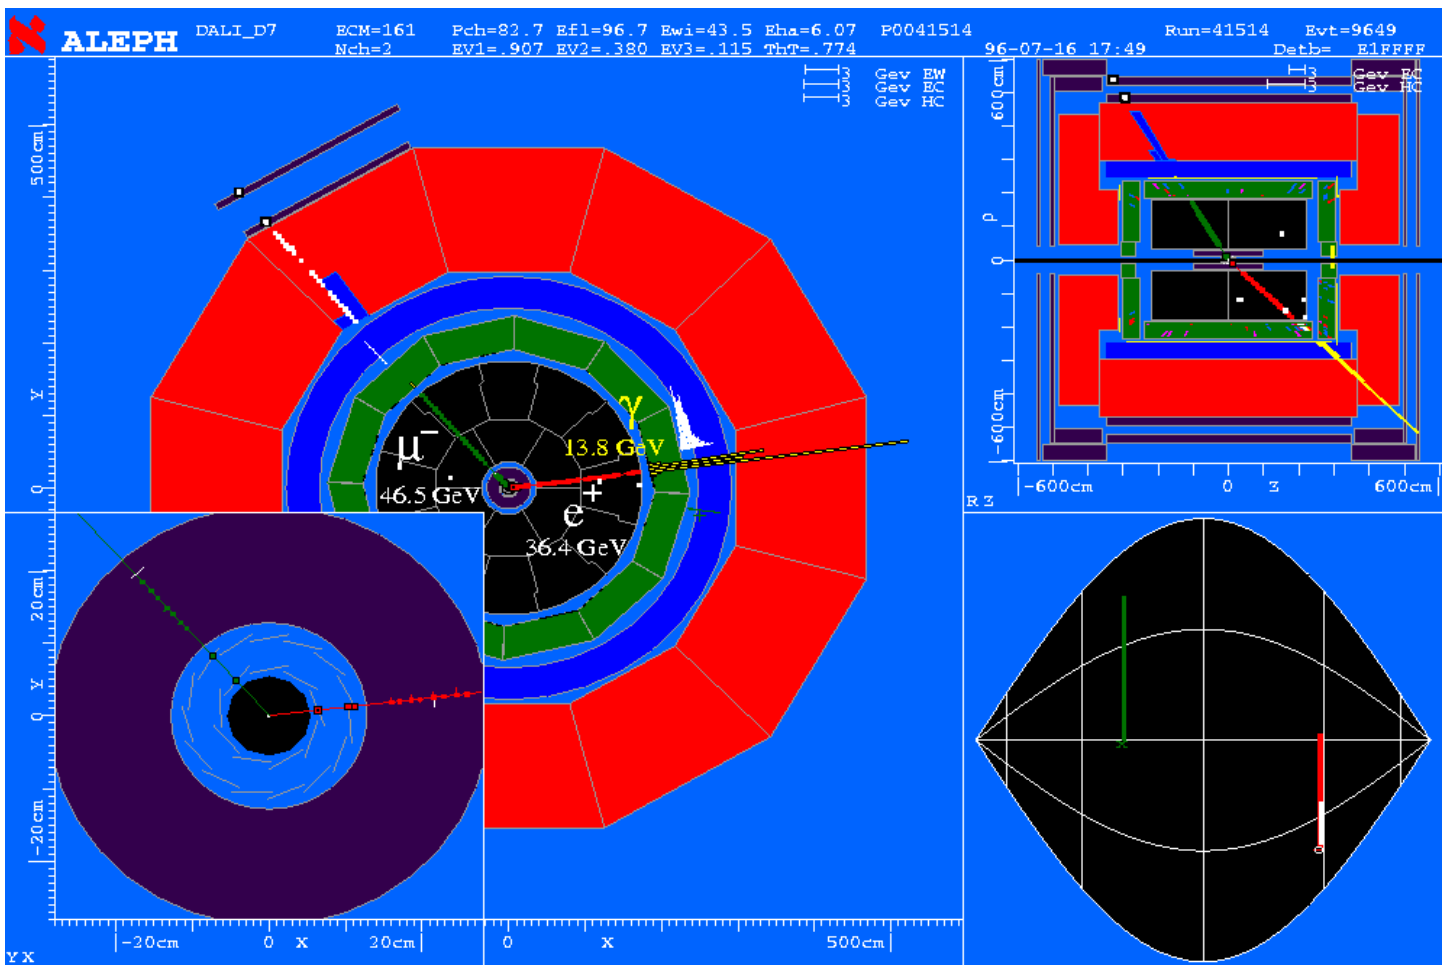 ALEPH DALI_D7 ECM=161 Pch=82.7 Efl=96.7 Ewi=43.5 Eha=6.07 P0041514 Run=41514 Evt=9649
Nch=2 EV1=.907 EV2=.380 EV3=.115 ThT=.774 96-07-16 17:49 Detb= E1FFFF
3 Gev EW
3 Gev EC
3 Gev HC
500cm
Y
0
γ
13.8 GeV
μ−
46.5 GeV
e+
36.4 GeV
3 Gev EC
3 Gev HC
600cm
ρ
0
-600cm
-600cm 0 Z 600cm
RZ
20cm
Y
0
-20cm
-20cm 0 X 20cm
0 X 500cm
YX